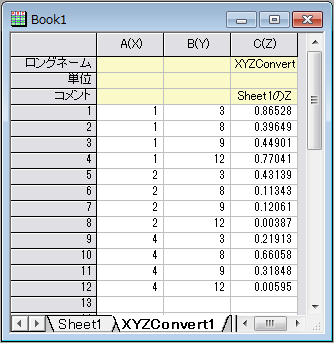 Book1
A(X) B(Y) C(Z)
ロングネーム XYZConvert
単位
コメント Sheet1のZ
1 1 3 0.86528
2 1 8 0.39649
3 1 9 0.44901
4 1 12 0.77041
5 2 3 0.43139
6 2 8 0.11343
7 2 9 0.12061
8 2 12 0.00387
9 4 3 0.21913
10 4 8 0.66058
11 4 9 0.31848
12 4 12 0.00595
13
Sheet1 XYZConvert1